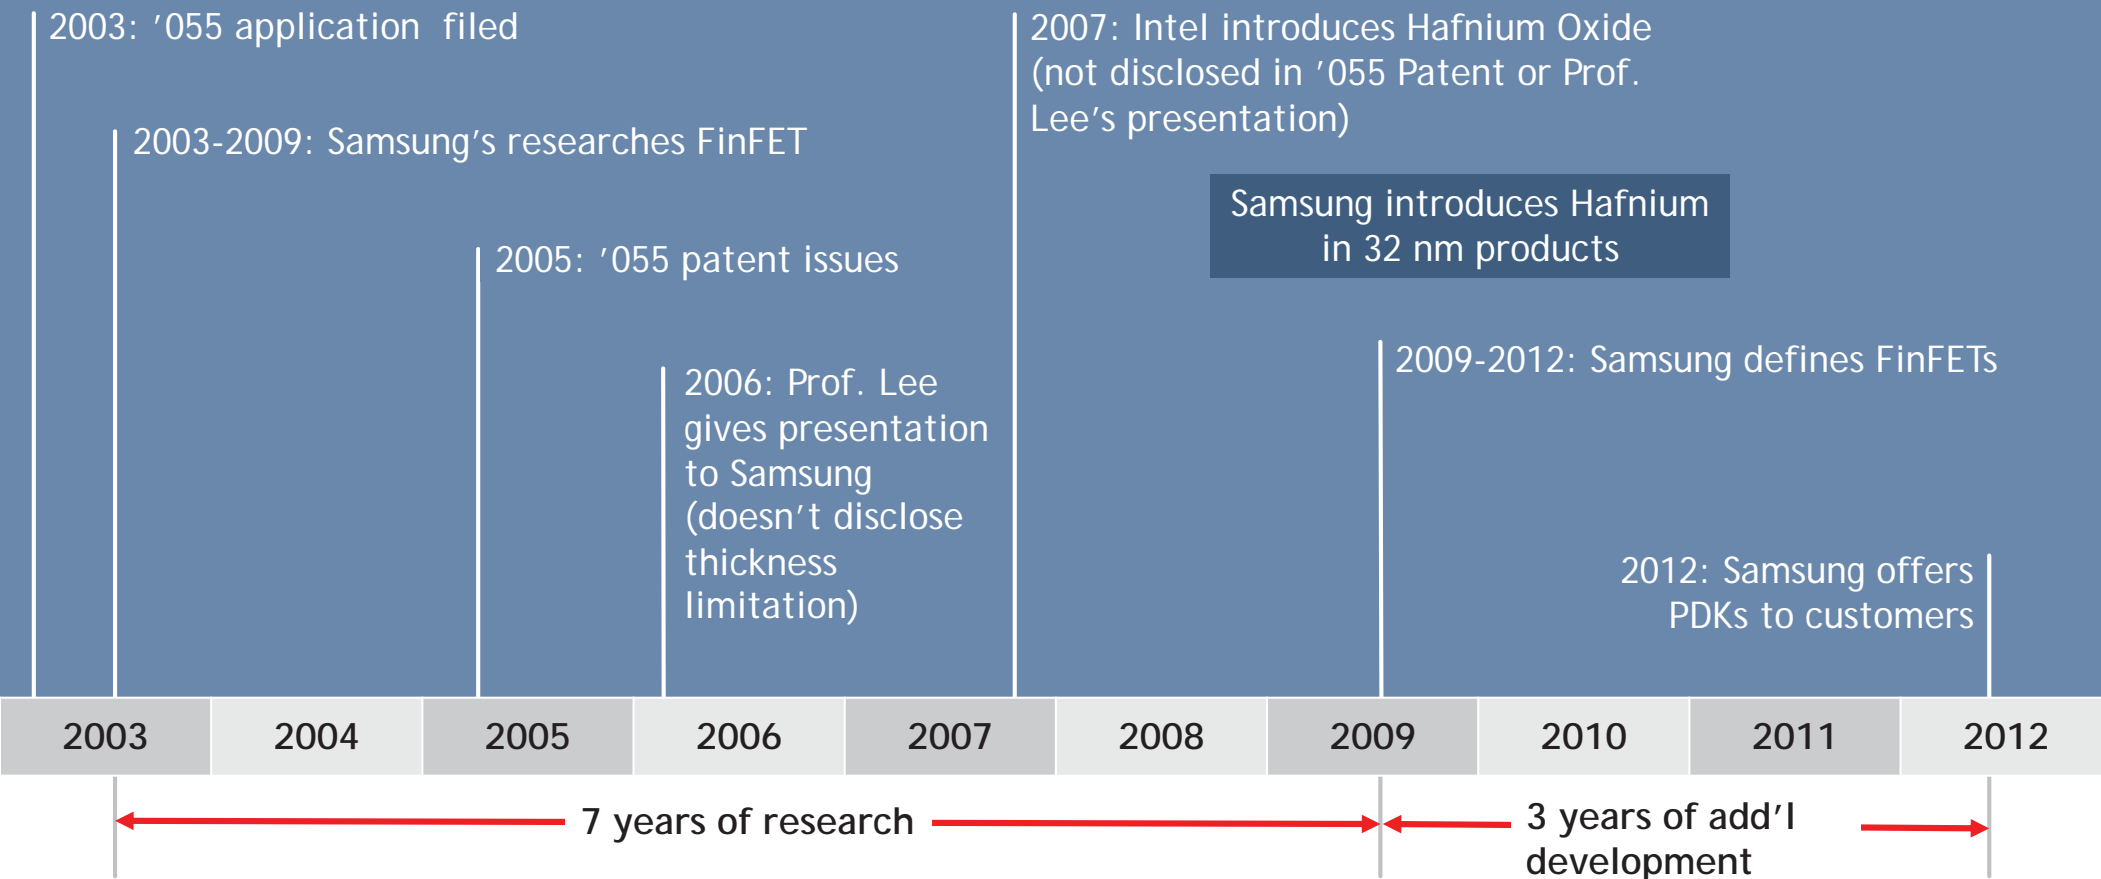 2003: ’055 application filed
2003-2009: Samsung’s researches FinFET
2005: ’055 patent issues
2006: Prof. Lee
gives presentation
to Samsung
(doesn’t disclose
thickness
limitation)
2007: Intel introduces Hafnium Oxide
(not disclosed in ’055 Patent or Prof.
Lee’s presentation)
Samsung introduces Hafnium
in 32 nm products
2009-2012: Samsung defines FinFETs
2012: Samsung offers
PDKs to customers
2003 2004 2005 2006 2007 2008 2009 2010 2011 2012
7 years of research
3 years of add’l
development